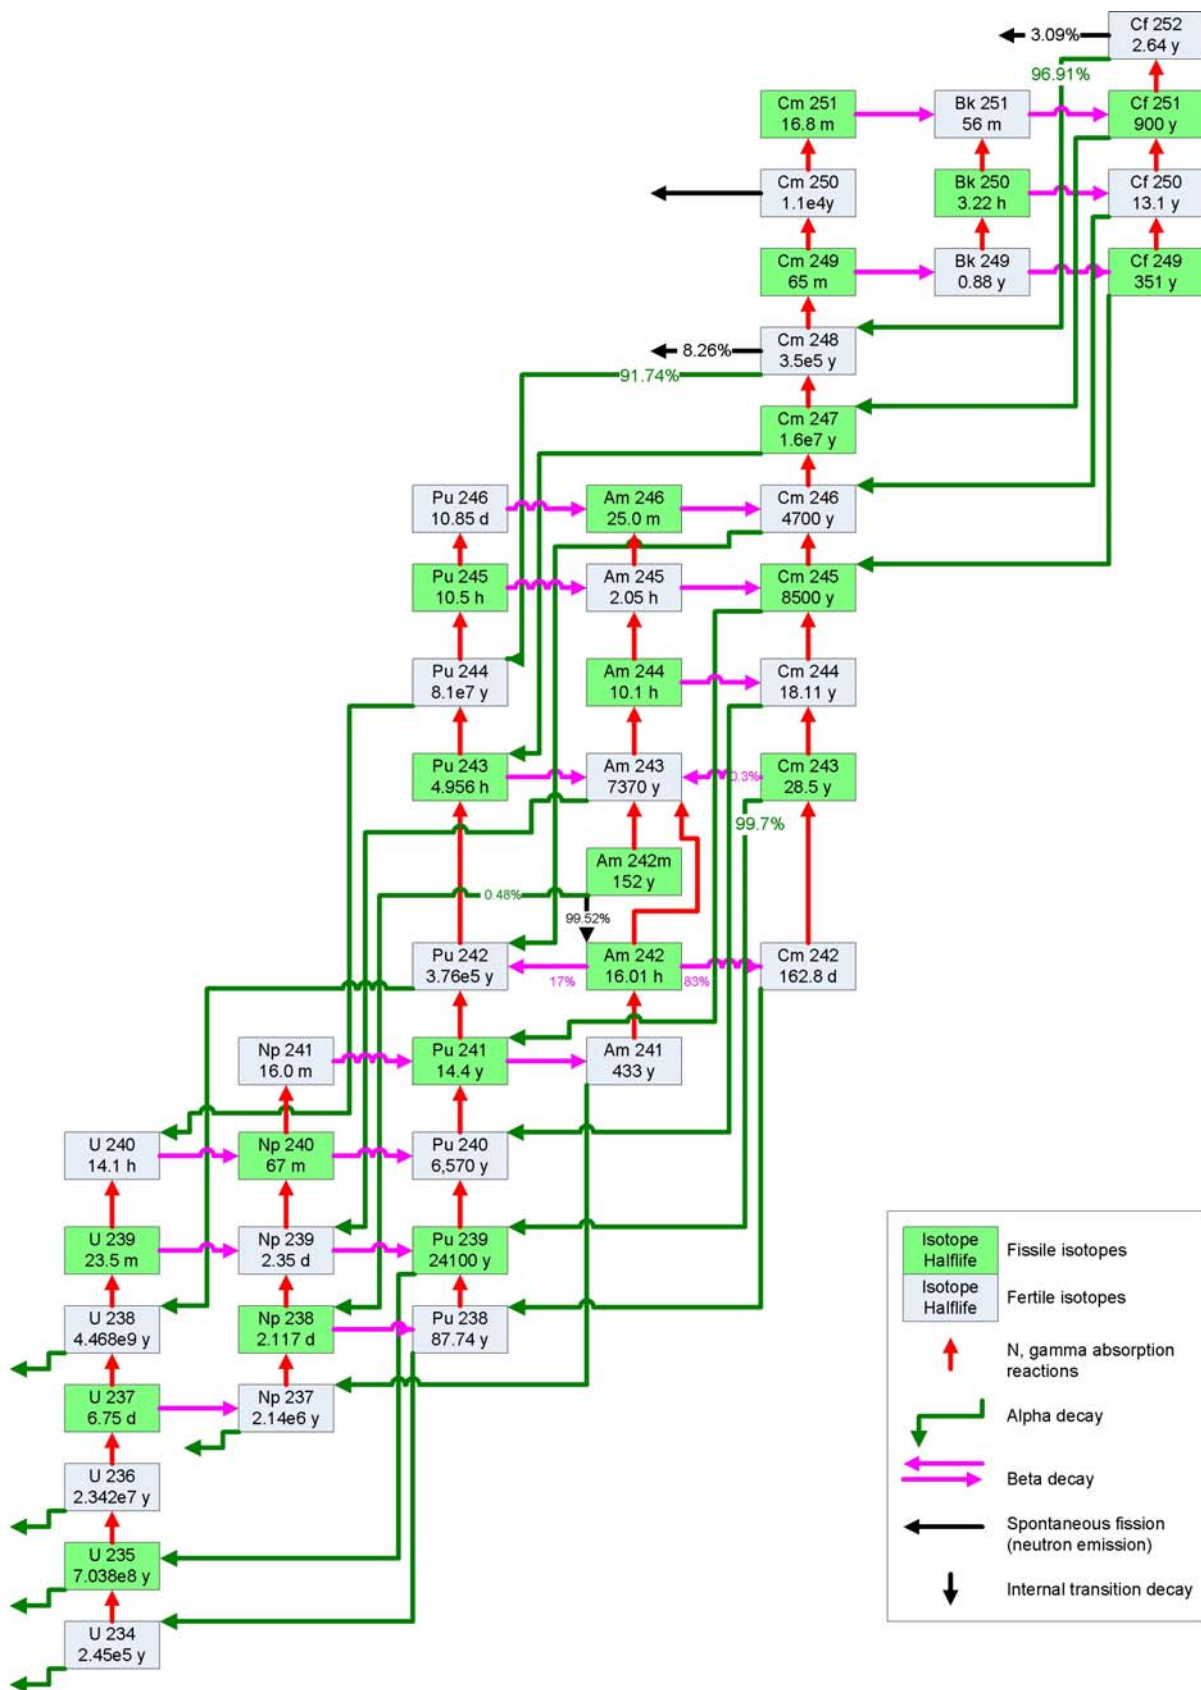 Cf 252
2.64 y
3.09%
96.91%
Cm 251
16.8 m
Bk 251
56 m
Cf 251
900 y
Cm 250
1.1e4y
Bk 250
3.22 h
Cf 250
13.1 y
Cm 249
65 m
Bk 249
0.88 y
Cf 249
351 y
Cm 248
3.5e5 y
8.26%
91.74%
Cm 247
1.6e7 y
Pu 246
10.85 d
Am 246
25.0 m
Cm 246
4700 y
Pu 245
10.5 h
Am 245
2.05 h
Cm 245
8500 y
Pu 244
8.1e7 y
Am 244
10.1 h
Cm 244
18.11 y
Pu 243
4.956 h
Am 243
7370 y
0.3%
Cm 243
28.5 y
99.7%
Am 242m
152 y
0.48%
99.52%
Pu 242
3.76e5 y
17%
Am 242
16.01 h
83%
Cm 242
162.8 d
Np 241
16.0 m
Pu 241
14.4 y
Am 241
433 y
U 240
14.1 h
Np 240
67 m
Pu 240
6,570 y
U 239
23.5 m
Np 239
2.35 d
Pu 239
24100 y
U 238
4.468e9 y
Np 238
2.117 d
Pu 238
87.74 y
U 237
6.75 d
Np 237
2.14e6 y
U 236
2.342e7 y
U 235
7.038e8 y
U 234
2.45e5 y
Isotope
Halflife
Fissile isotopes
Isotope
Halflife
Fertile isotopes
N, gamma absorption
reactions
Alpha decay
Beta decay
Spontaneous fission
(neutron emission)
Internal transition decay